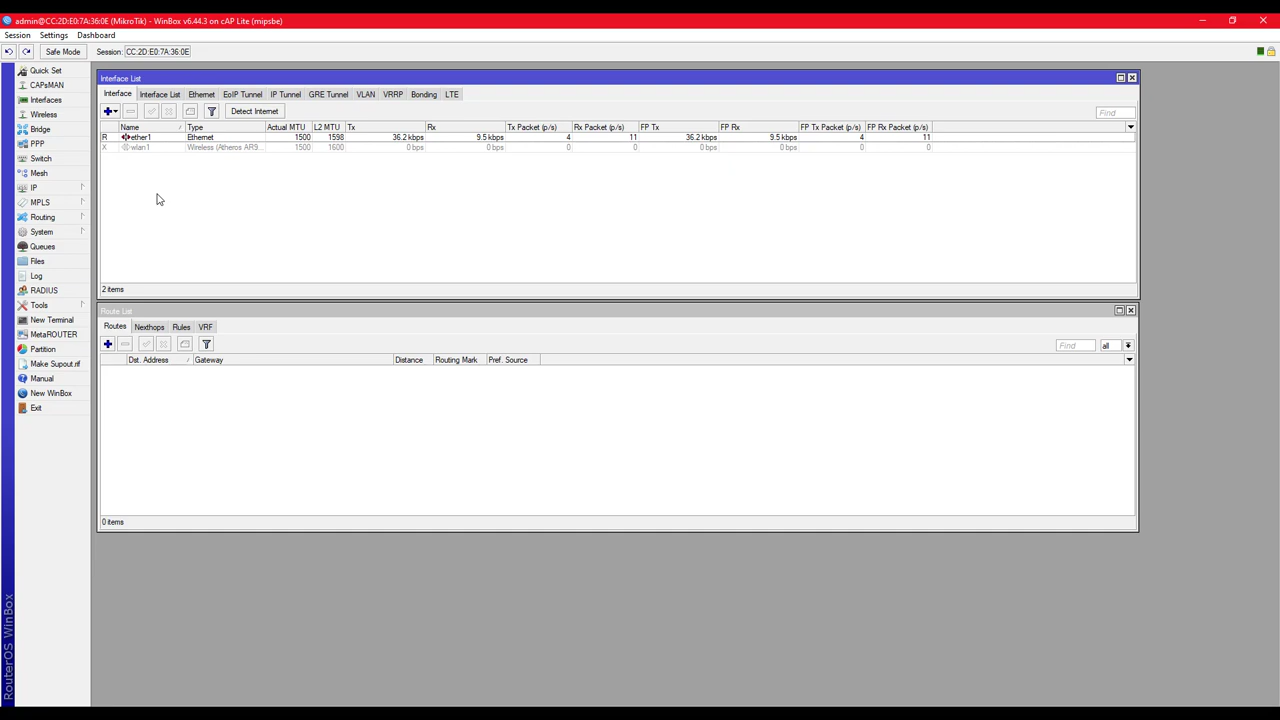 admin@CC:2D:E0:7A:36:0E (MikroTik) - WinBox v6.44.3 on cAP Lite (mipsbe)
Session Settings Dashboard
Safe Mode Session: CC:2D:E0:7A:36:0E
Quick Set
CAPsMAN
Interfaces
Wireless
Bridge
PPP
Switch
Mesh
IP
MPLS
Routing
System
Queues
Files
Log
RADIUS
Tools
New Terminal
MetaROUTER
Partition
Make Supout.rif
Manual
New WinBox
Exit
RouterOS WinBox
Interface List
Interface Interface List Ethernet EoIP Tunnel IP Tunnel GRE Tunnel VLAN VRRP Bonding LTE
Detect Internet Find
Name Type Actual MTU L2 MTU Tx Rx Tx Packet (p/s) Rx Packet (p/s) FP Tx FP Rx FP Tx Packet (p/s) FP Rx Packet (p/s)
R ether1 Ethernet 1500 1598 36.2 kbps 9.5 kbps 4 11 36.2 kbps 9.5 kbps 4 11
X wlan1 Wireless (Atheros AR9... 1500 1600 0 bps 0 bps 0 0 0 bps 0 bps 0 0
2 items
Route List
Routes Nexthops Rules VRF
Find all
Dst. Address Gateway Distance Routing Mark Pref. Source
0 items